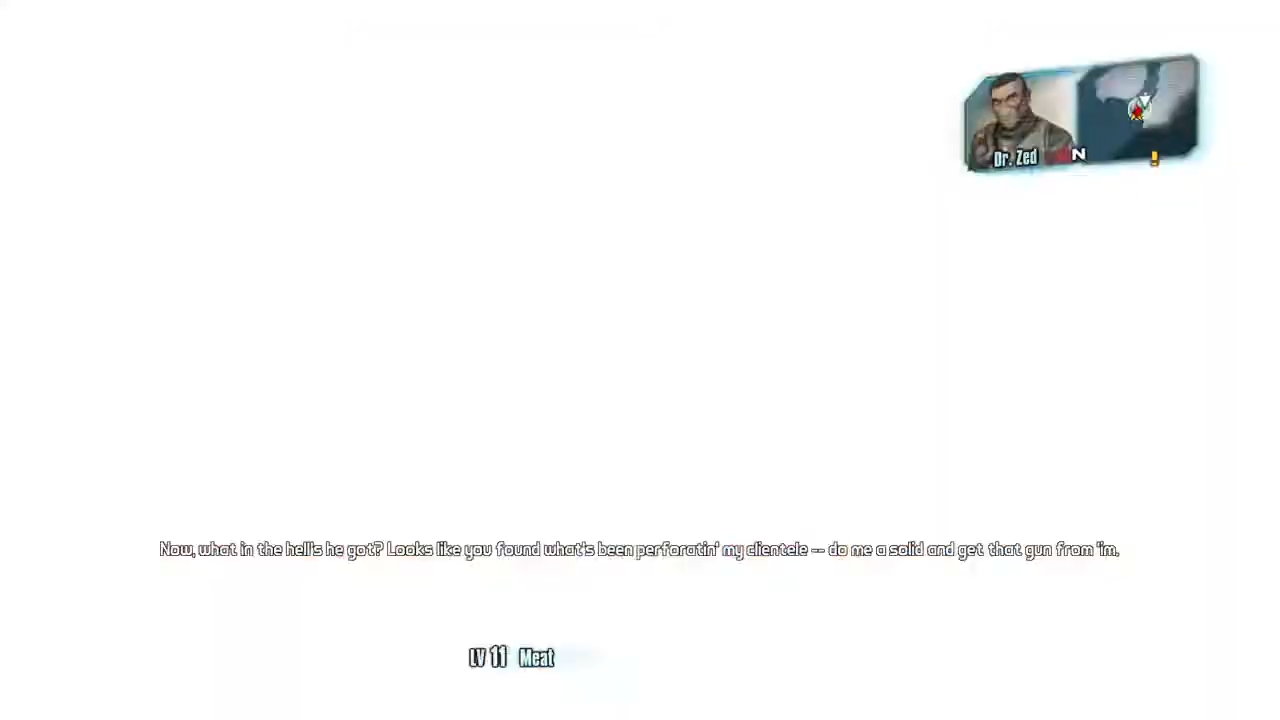 Dr. Zed
N
!
Now, what in the hell's he got? Looks like you found what's been perforatin' my clientele -- do me a solid and get that gun from 'im.
LV 11 Meat